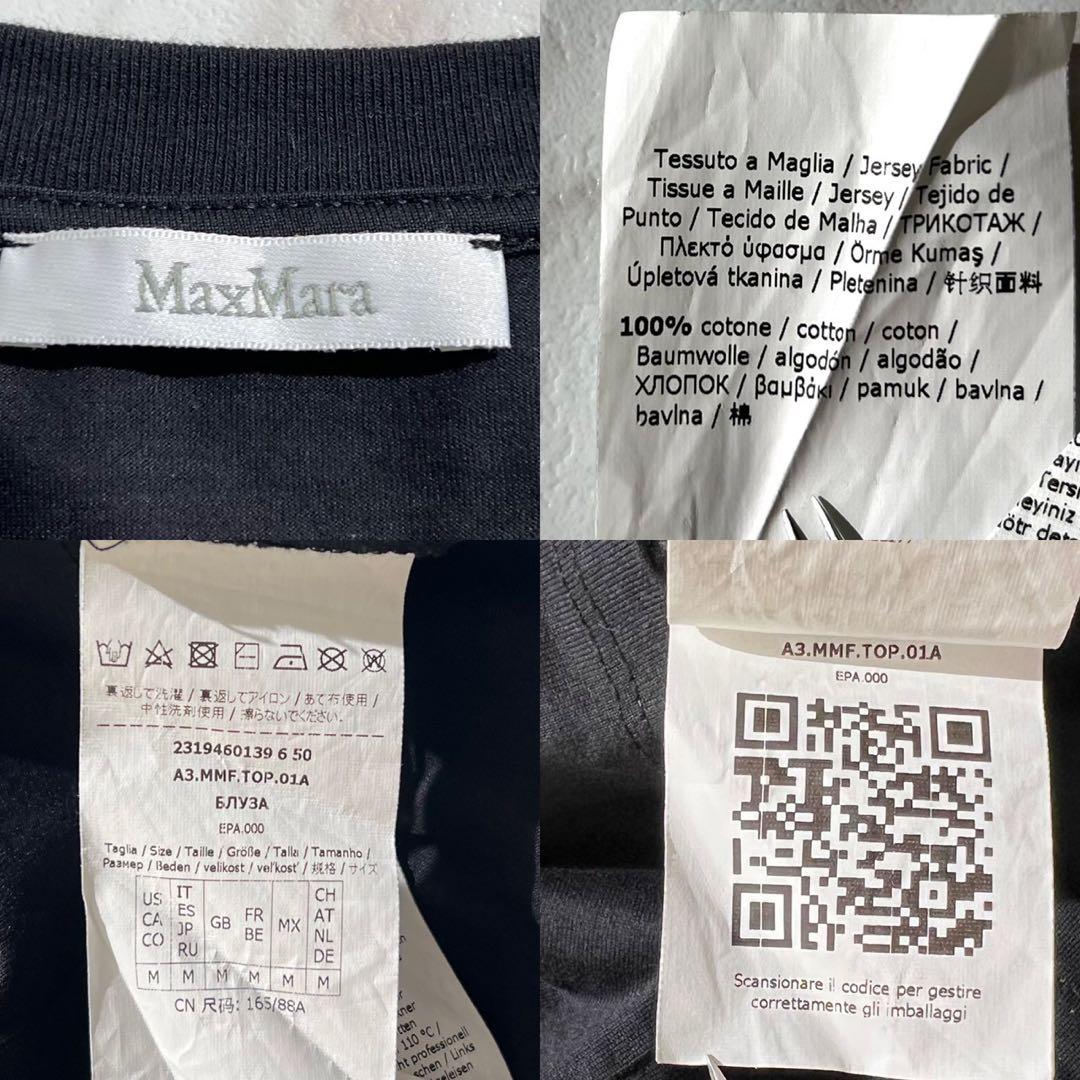 MaxMara
Tessuto a Maglia / Jersey Fabric /
Tissue a Maille / Jersey / Tejido de
Punto / Tecido de Malha / ТРИКОТАЖ /
Πλεκτό ύφασμα / Örme Kumaş /
Úpletová tkanina / Pletenina / 针织面料
100% cotone / cotton / coton /
Baumwolle / algodón / algodão /
ХЛОПОК / βαμβάκι / pamuk / bavlna /
bavlna / 棉
裏返して洗濯 / 裏返してアイロン / あて布使用 /
中性洗剤使用 / 擦らないでください.
2319460139 6 50
A3.MMF.TOP.01A
БЛУЗА
EPA.000
Taglia / Size / Taille / Größe / Talla / Tamanho /
Размер / Beden / velikost / veľkosť / 规格 / サイズ
US CA CO
IT ES JP RU
GB
FR BE
MX
CH AT NL DE
M M M M M M
CN 尺码: 165/88A
110 °C /
professionell
/ Links
A3.MMF.TOP.01A
EPA.000
Scansionare il codice per gestire
correttamente gli imballaggi